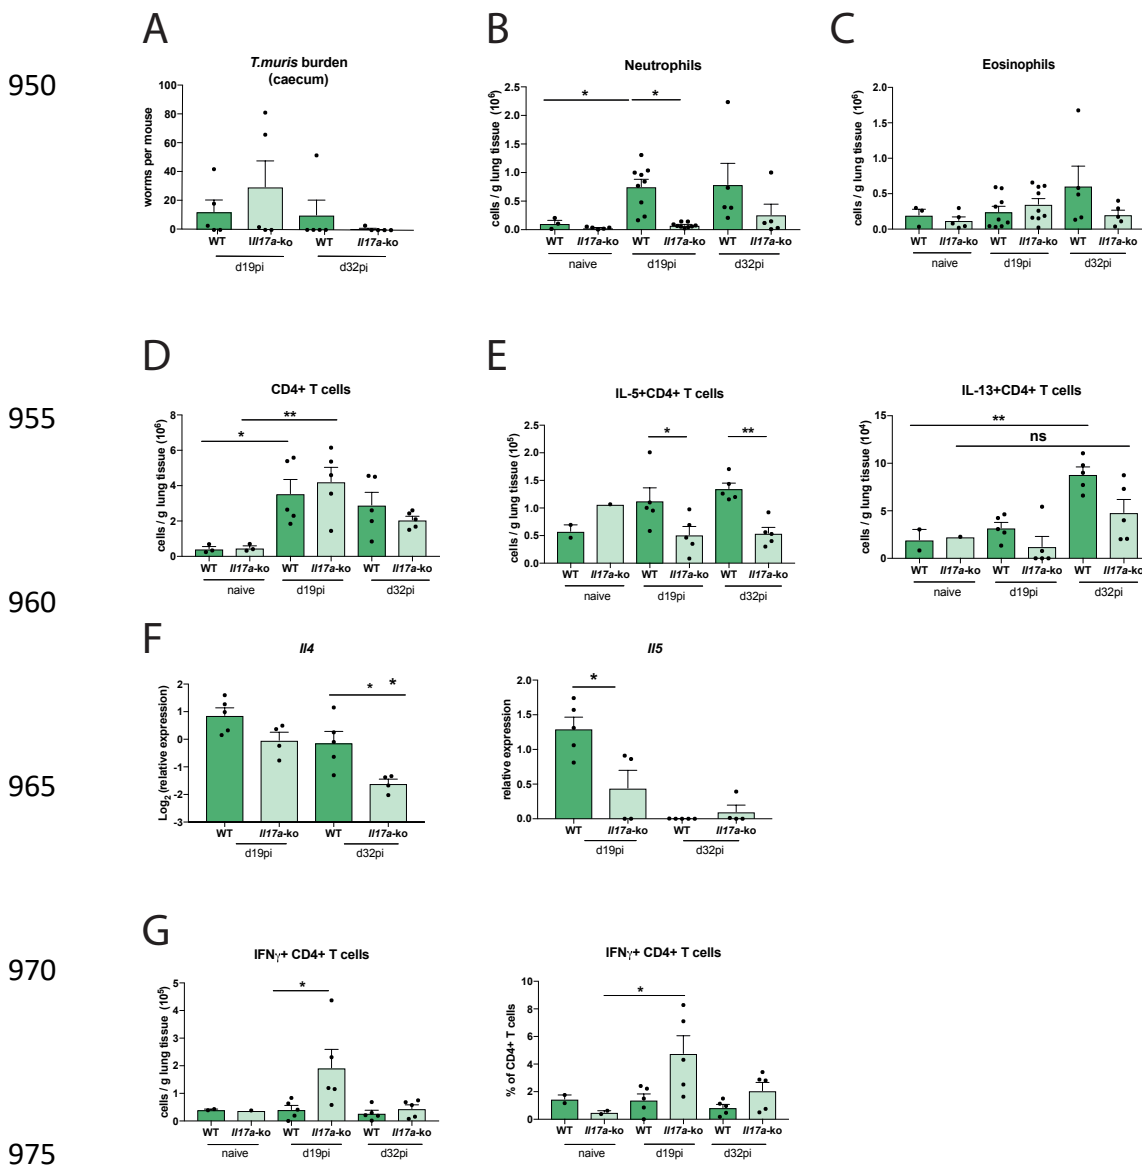 A
B
C
950
T.muris burden
(caecum)
worms per mouse
100
80
60
40
20
0
WT Il17a-ko WT Il17a-ko
d19pi d32pi
Neutrophils
cells / g lung tissue (10⁶)
2.5
2.0
1.5
1.0
0.5
0.0
* *
WT Il17a-ko WT Il17a-ko WT Il17a-ko
naive d19pi d32pi
Eosinophils
cells / g lung tissue (10⁶)
2.0
1.5
1.0
0.5
0.0
WT Il17a-ko WT Il17a-ko WT Il17a-ko
naive d19pi d32pi
D
E
955
CD4+ T cells
cells / g lung tissue (10⁶)
8
6
4
2
0
**
*
WT Il17a-ko WT Il17a-ko WT Il17a-ko
naive d19pi d32pi
IL-5+CD4+ T cells
cells / g lung tissue (10⁵)
2.5
2.0
1.5
1.0
0.5
0.0
* **
WT Il17a-ko WT Il17a-ko WT Il17a-ko
naive d19pi d32pi
IL-13+CD4+ T cells
cells / g lung tissue (10⁴)
15
10
5
0
**
ns
WT Il17a-ko WT Il17a-ko WT Il17a-ko
naive d19pi d32pi
960
F
Il4
Log₂ (relative expression)
2
1
0
-1
-2
-3
* *
WT Il17a-ko WT Il17a-ko
d19pi d32pi
Il5
relative expression
2.0
1.5
1.0
0.5
0.0
*
WT Il17a-ko WT Il17a-ko
d19pi d32pi
965
G
970
IFNγ+ CD4+ T cells
cells / g lung tissue (10⁵)
5
4
3
2
1
0
*
WT Il17a-ko WT Il17a-ko WT Il17a-ko
naive d19pi d32pi
IFNγ+ CD4+ T cells
% of CD4+ T cells
10
8
6
4
2
0
*
WT Il17a-ko WT Il17a-ko WT Il17a-ko
naive d19pi d32pi
975